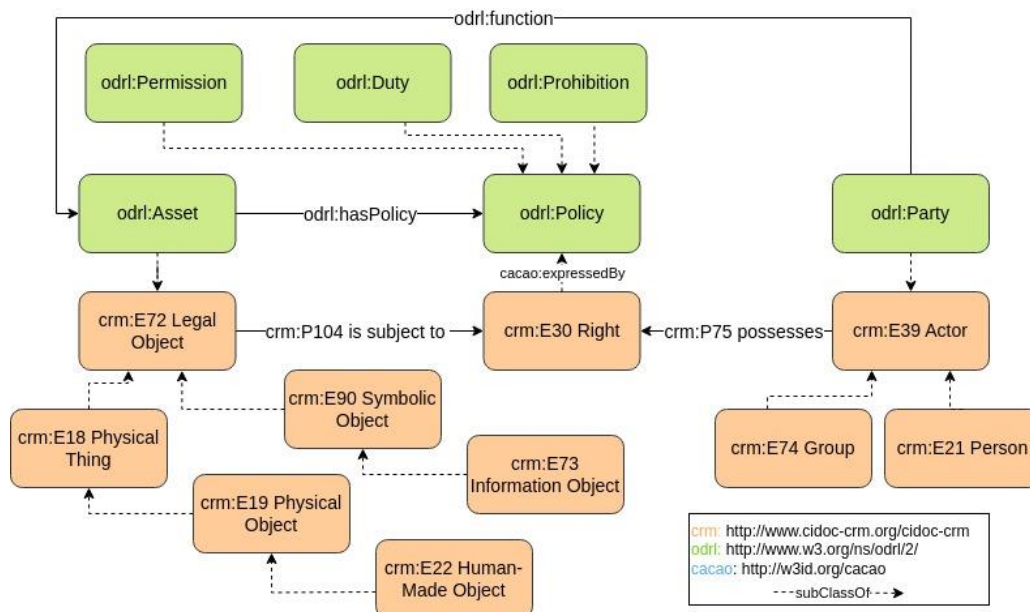 odrl:function
odrl:Permission
odrl:Duty
odrl:Prohibition
odrl:Asset
odrl:hasPolicy
odrl:Policy
odrl:Party
cacao:expressedBy
crm:E72 Legal
Object
crm:P104 is subject to
crm:E30 Right
crm:P75 possesses
crm:E39 Actor
crm:E90 Symbolic
Object
crm:E18 Physical
Thing
crm:E74 Group
crm:E21 Person
crm:E73
Information Object
crm:E19 Physical
Object
crm:E22 Human-
Made Object
crm: http://www.cidoc-crm.org/cidoc-crm
odrl: http://www.w3.org/ns/odrl/2/
cacao: http://w3id.org/cacao
subClassOf